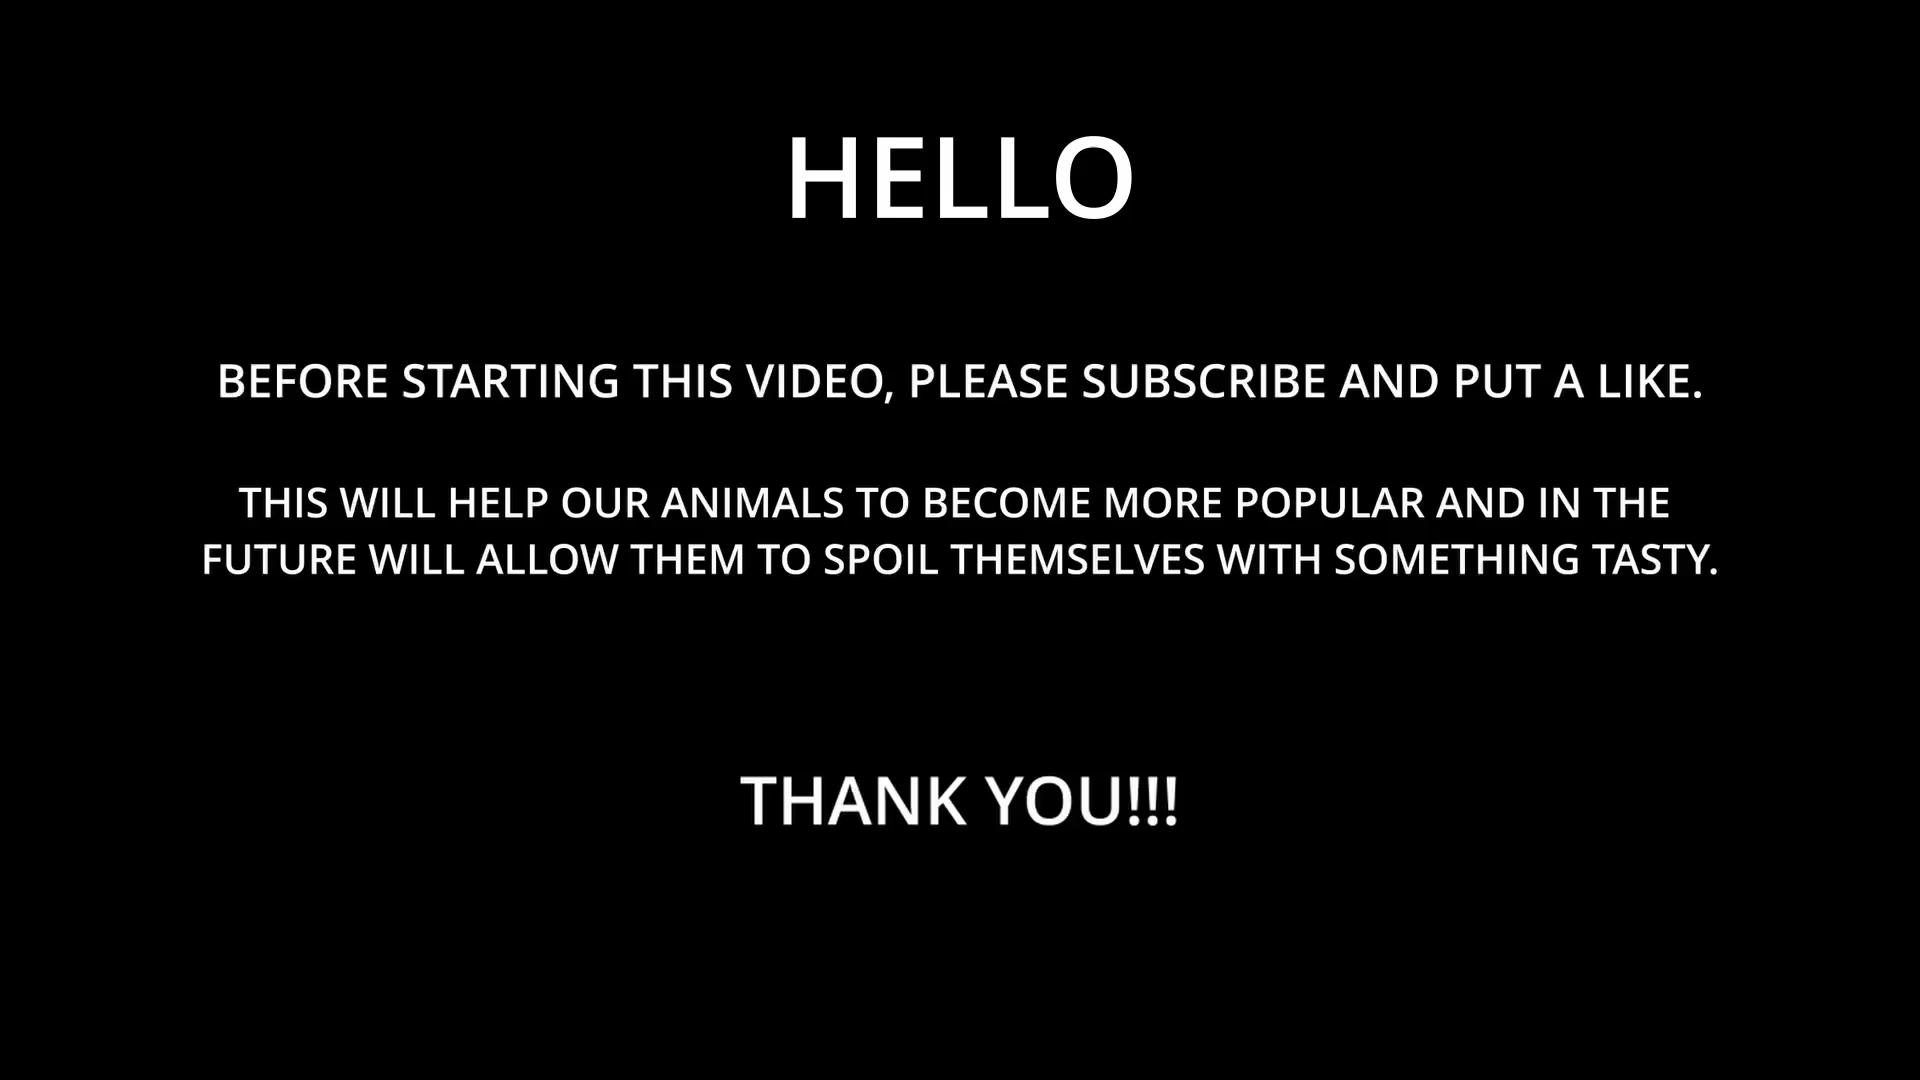 HELLO
BEFORE STARTING THIS VIDEO, PLEASE SUBSCRIBE AND PUT A LIKE.
THIS WILL HELP OUR ANIMALS TO BECOME MORE POPULAR AND IN THE
FUTURE WILL ALLOW THEM TO SPOIL THEMSELVES WITH SOMETHING TASTY.
THANK YOU!!!